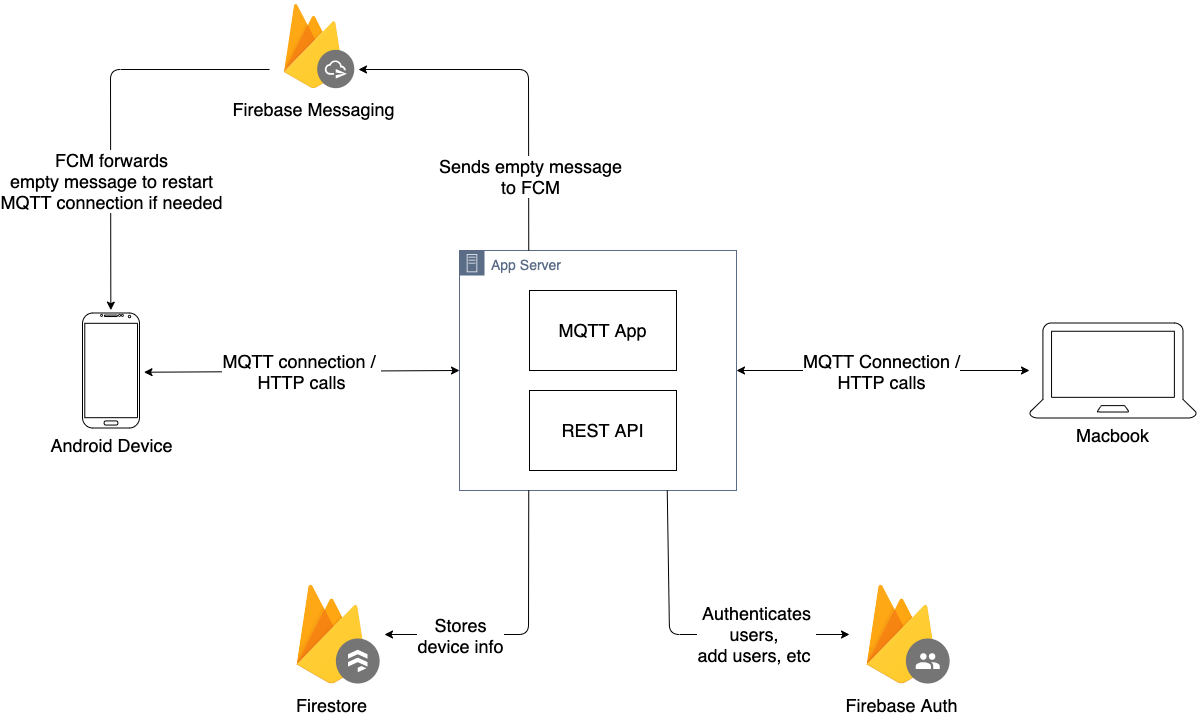 Firebase Messaging
FCM forwards
empty message to restart
MQTT connection if needed
Sends empty message
to FCM
App Server
MQTT App
REST API
MQTT connection /
HTTP calls
MQTT Connection /
HTTP calls
Android Device
Macbook
Stores
device info
Authenticates
users,
add users, etc
Firestore
Firebase Auth